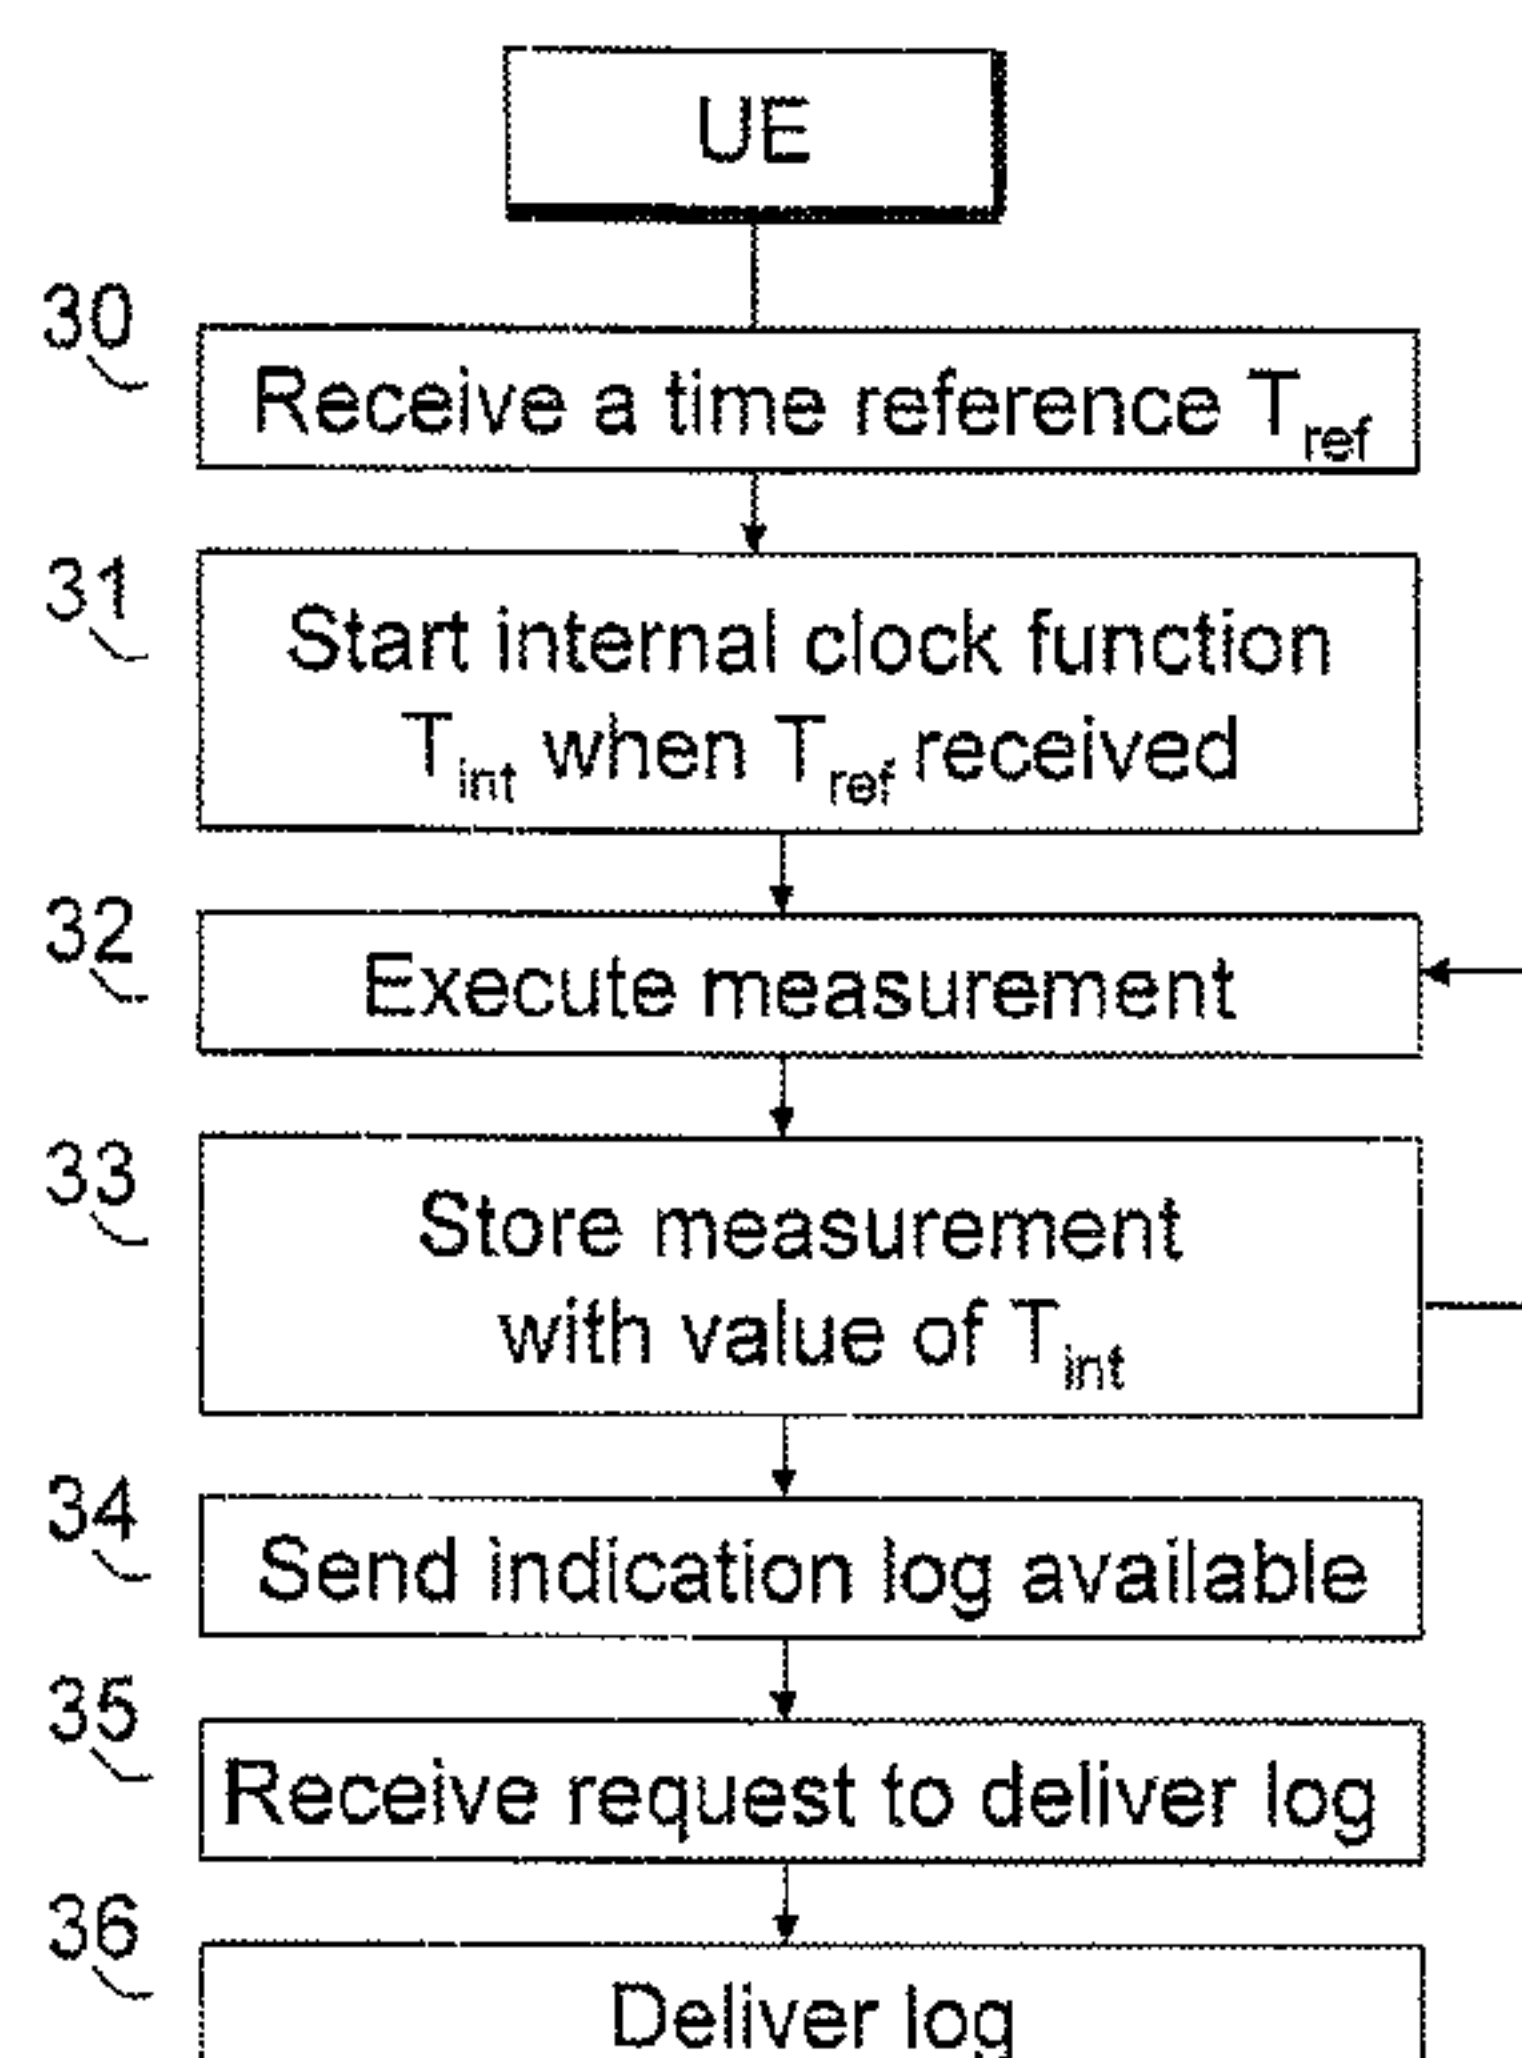 UE
30
Receive a time reference Tref
31
Start internal clock function
Tint when Tref received
32
Execute measurement
33
Store measurement
with value of Tint
34
Send indication log available
35
Receive request to deliver log
36
Deliver log